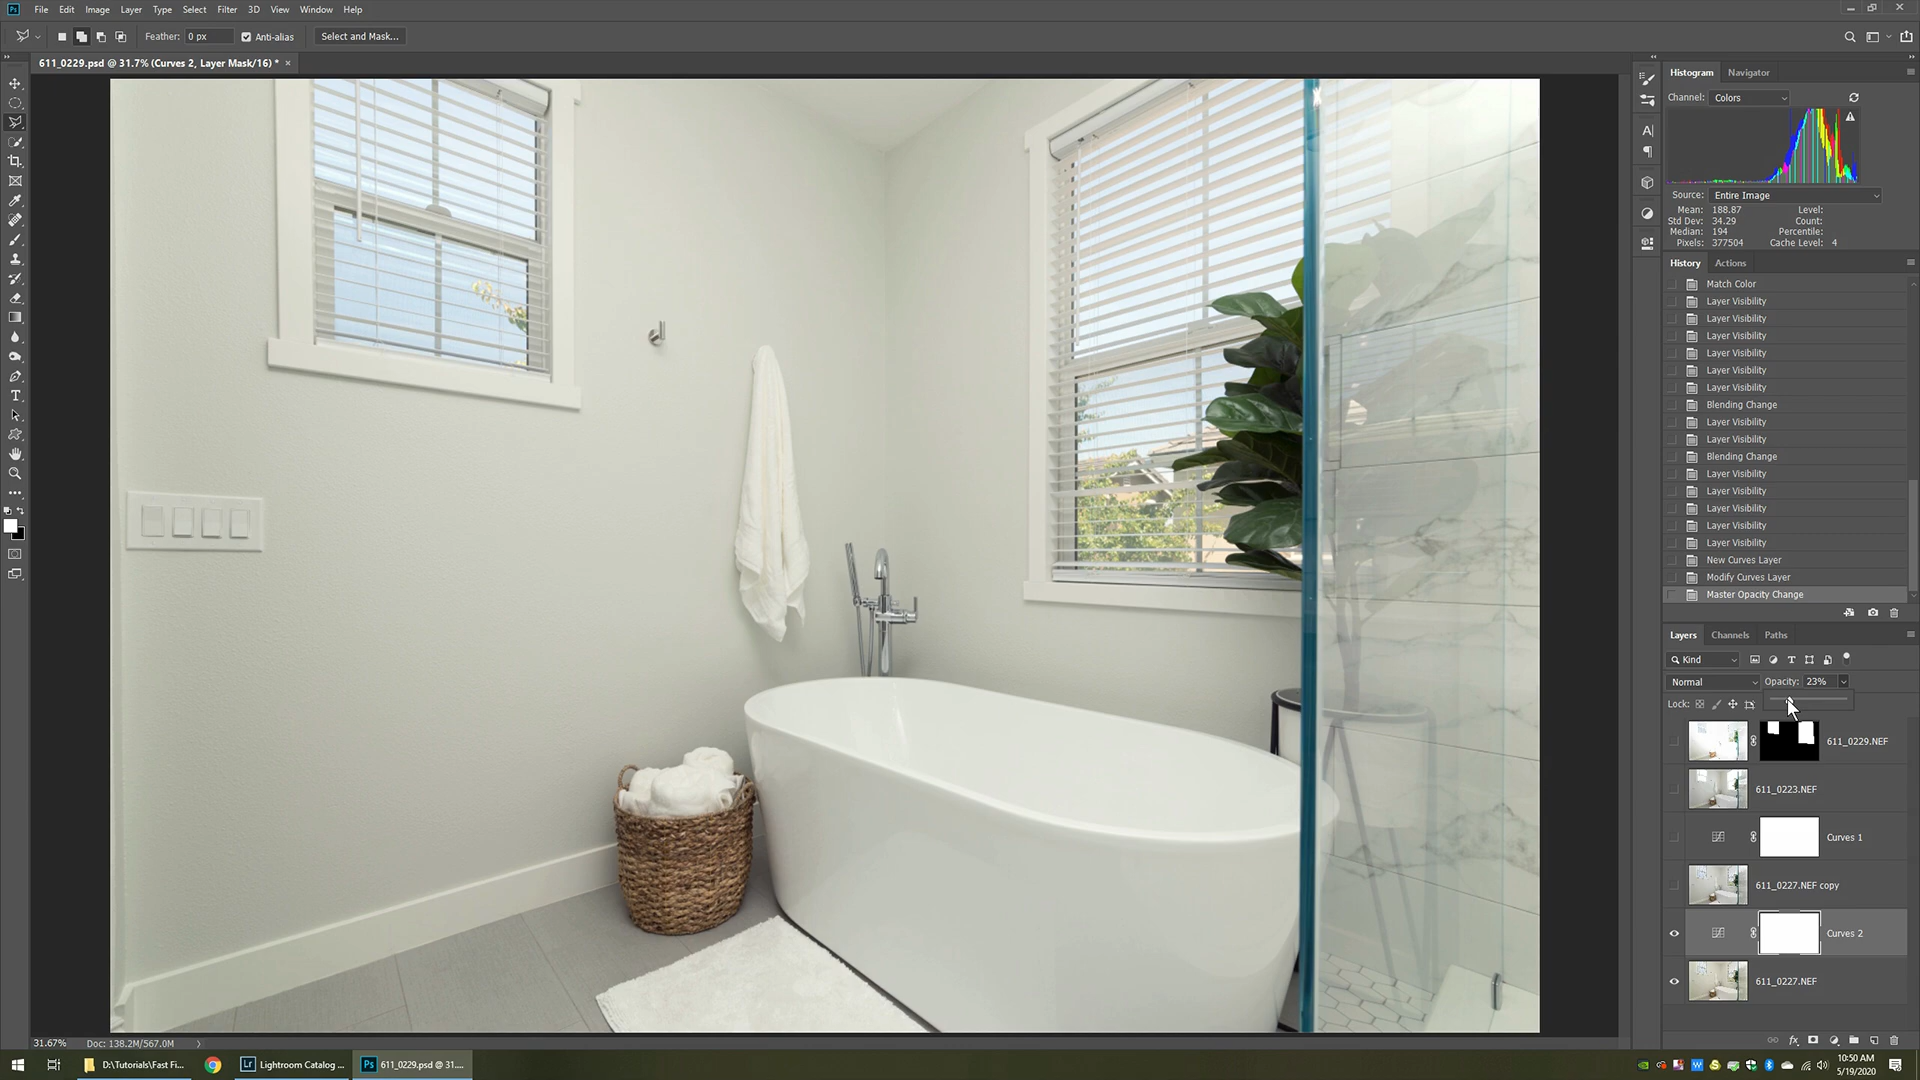 Ps File Edit Image Layer Type Select Filter 3D View Window Help
Feather: 0 px Anti-alias Select and Mask...
611_0229.psd @ 31.7% (Curves 2, Layer Mask/16) * ×
Histogram Navigator
Channel: Colors
Source: Entire Image
Mean: 188.87 Level:
Std Dev: 34.29 Count:
Median: 194 Percentile:
Pixels: 377504 Cache Level: 4
History Actions
Match Color
Layer Visibility
Layer Visibility
Layer Visibility
Layer Visibility
Layer Visibility
Layer Visibility
Blending Change
Layer Visibility
Layer Visibility
Blending Change
Layer Visibility
Layer Visibility
Layer Visibility
Layer Visibility
Layer Visibility
New Curves Layer
Modify Curves Layer
Master Opacity Change
Layers Channels Paths
Kind
Normal Opacity: 23%
Lock:
611_0229.NEF
611_0223.NEF
Curves 1
611_0227.NEF copy
Curves 2
611_0227.NEF
fx
31.67% Doc: 138.2M/567.0M
D:\Tutorials\Fast Fi... Lr Lightroom Catalog ... Ps 611_0229.psd @ 31....
10:50 AM
5/19/2020